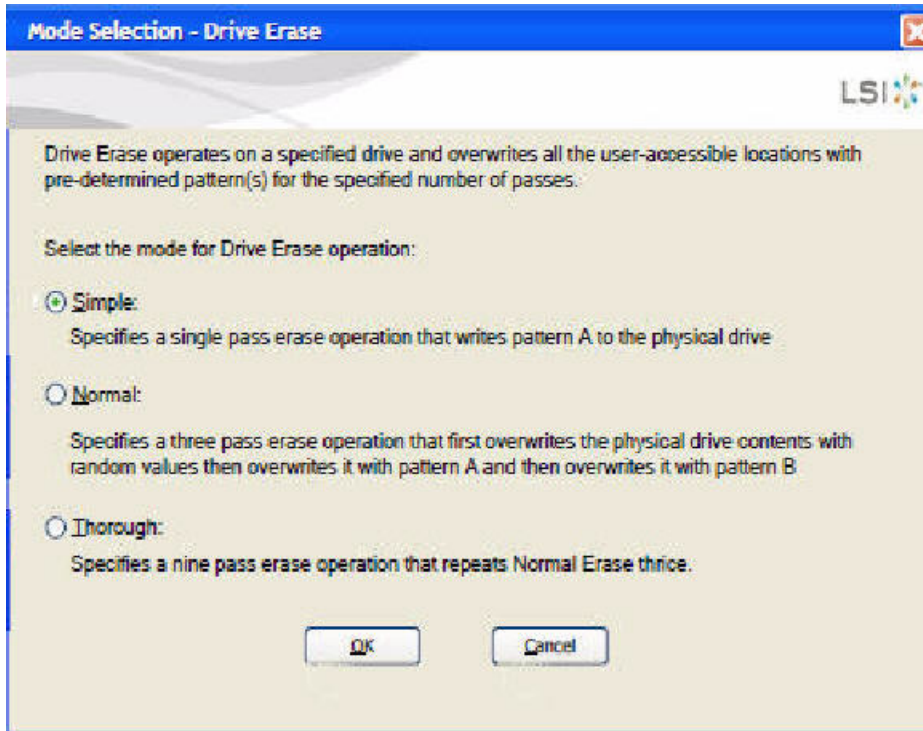 Mode Selection - Drive Erase
LSI
Drive Erase operates on a specified drive and overwrites all the user-accessible locations with
pre-determined pattern(s) for the specified number of passes.
Select the mode for Drive Erase operation:
Simple:
Specifies a single pass erase operation that writes pattern A to the physical drive
Normal:
Specifies a three pass erase operation that first overwrites the physical drive contents with
random values then overwrites it with pattern A and then overwrites it with pattern B
Thorough:
Specifies a nine pass erase operation that repeats Normal Erase thrice.
OK Cancel